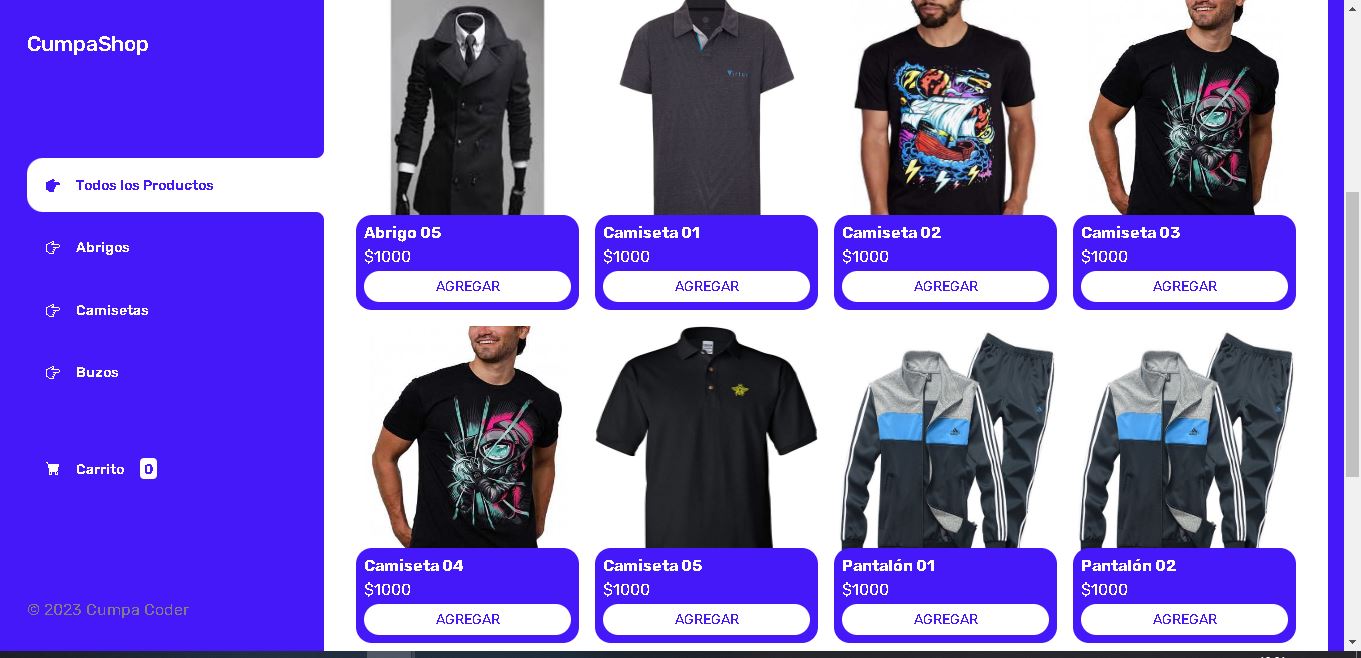 CumpaShop
Todos los Productos
Abrigos
Camisetas
Buzos
Carrito 0
© 2023 Cumpa Coder
Abrigo 05
$1000
AGREGAR
Camiseta 01
$1000
AGREGAR
Camiseta 02
$1000
AGREGAR
Camiseta 03
$1000
AGREGAR
Camiseta 04
$1000
AGREGAR
Camiseta 05
$1000
AGREGAR
Pantalón 01
$1000
AGREGAR
Pantalón 02
$1000
AGREGAR